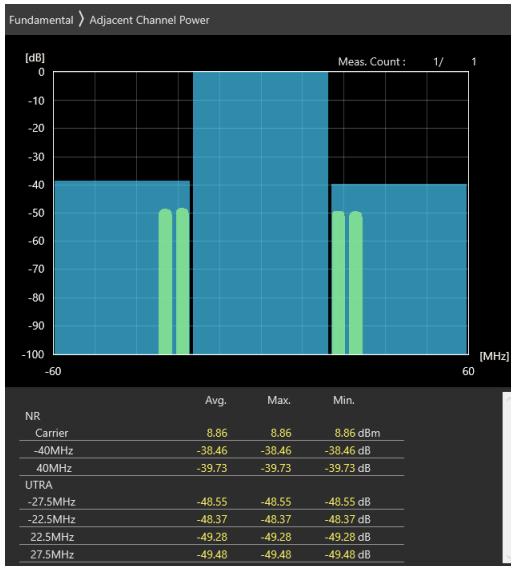 Fundamental 〉 Adjacent Channel Power
[dB]
Meas. Count : 1/ 1
0
-10
-20
-30
-40
-50
-60
-70
-80
-90
-100
[MHz]
-60 60
Avg. Max. Min.
NR
Carrier 8.86 8.86 8.86 dBm
-40MHz -38.46 -38.46 -38.46 dB
40MHz -39.73 -39.73 -39.73 dB
UTRA
-27.5MHz -48.55 -48.55 -48.55 dB
-22.5MHz -48.37 -48.37 -48.37 dB
22.5MHz -49.28 -49.28 -49.28 dB
27.5MHz -49.48 -49.48 -49.48 dB